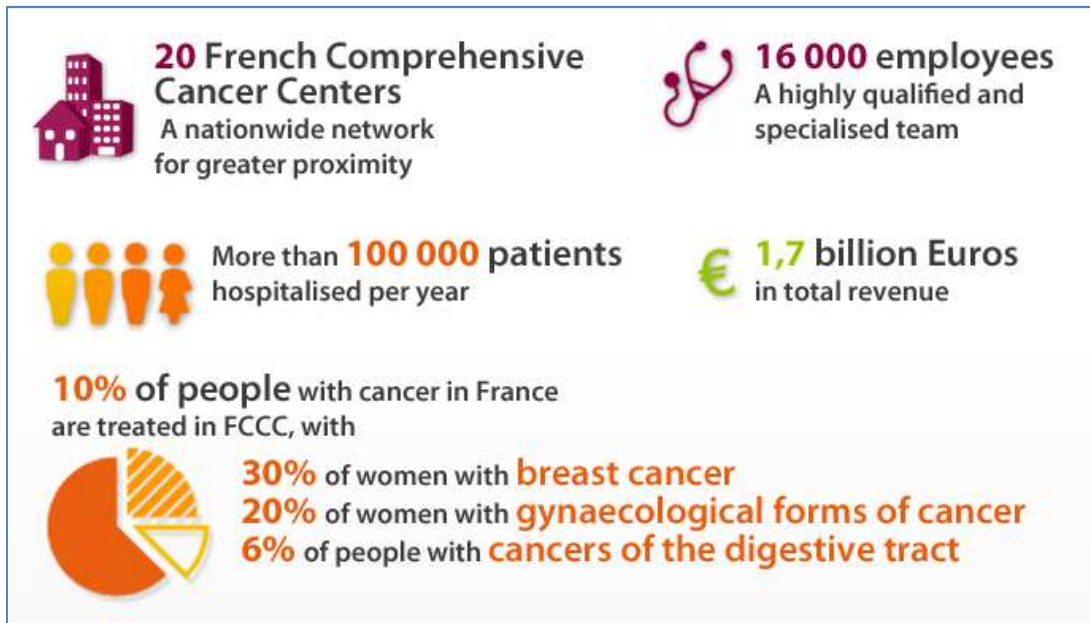 20 French Comprehensive
Cancer Centers
A nationwide network
for greater proximity
16 000 employees
A highly qualified and
specialised team
More than 100 000 patients
hospitalised per year
€
1,7 billion Euros
in total revenue
10% of people with cancer in France
are treated in FCCC, with
30% of women with breast cancer
20% of women with gynaecological forms of cancer
6% of people with cancers of the digestive tract